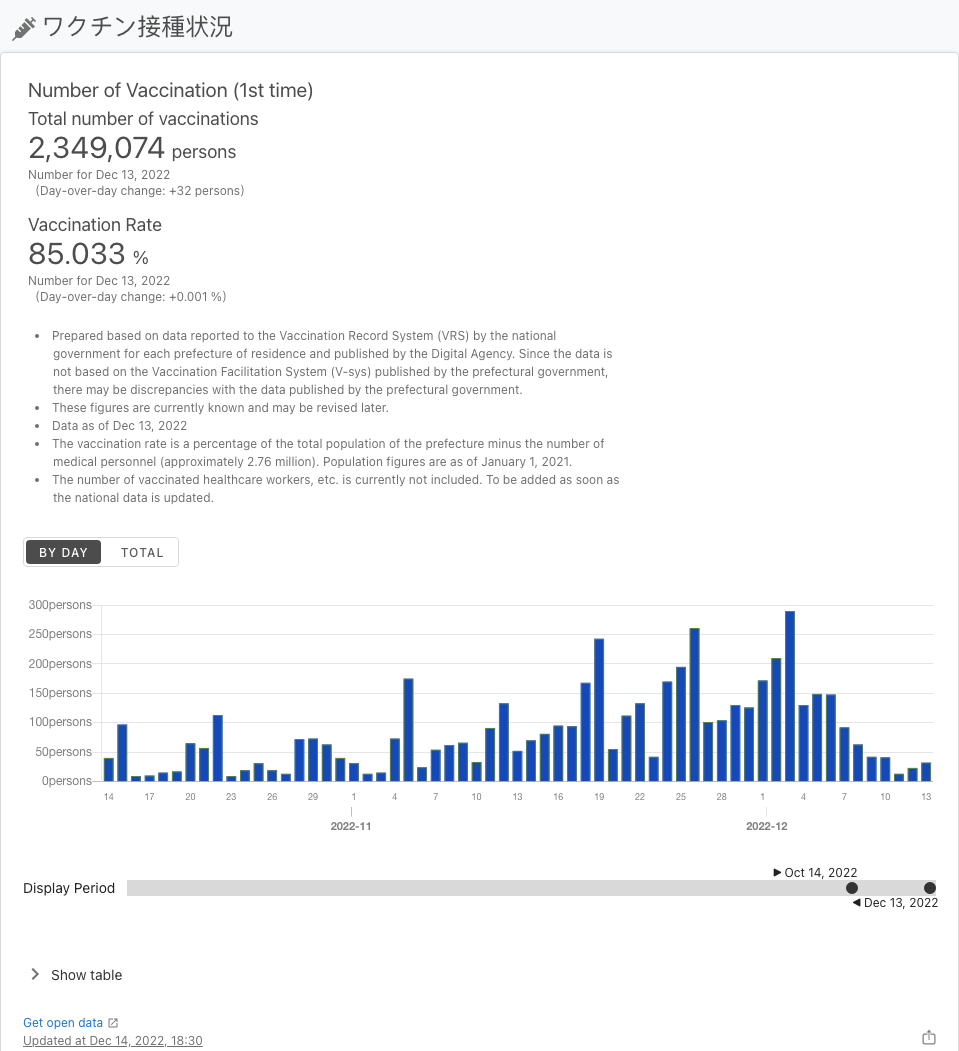 ワクチン接種状況
Number of Vaccination (1st time)
Total number of vaccinations
2,349,074 persons
Number for Dec 13, 2022
(Day-over-day change: +32 persons)
Vaccination Rate
85.033 %
Number for Dec 13, 2022
(Day-over-day change: +0.001 %)
• Prepared based on data reported to the Vaccination Record System (VRS) by the national
government for each prefecture of residence and published by the Digital Agency. Since the data is
not based on the Vaccination Facilitation System (V-sys) published by the prefectural government,
there may be discrepancies with the data published by the prefectural government.
• These figures are currently known and may be revised later.
• Data as of Dec 13, 2022
• The vaccination rate is a percentage of the total population of the prefecture minus the number of
medical personnel (approximately 2.76 million). Population figures are as of January 1, 2021.
• The number of vaccinated healthcare workers, etc. is currently not included. To be added as soon as
the national data is updated.
BY DAY TOTAL
300persons
250persons
200persons
150persons
100persons
50persons
0persons
14 17 20 23 26 29 1 4 7 10 13 16 19 22 25 28 1 4 7 10 13
2022-11 2022-12
Oct 14, 2022
Display Period
Dec 13, 2022
Show table
Get open data
Updated at Dec 14, 2022, 18:30